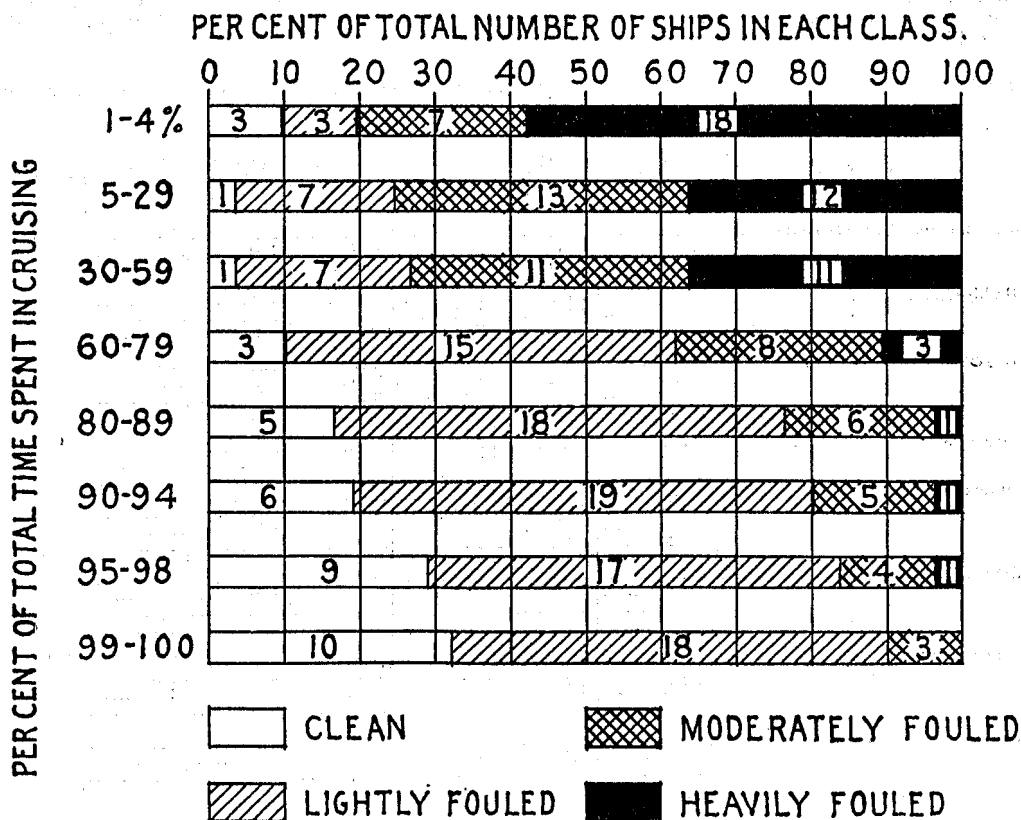 PER CENT OF TOTAL NUMBER OF SHIPS IN EACH CLASS.
0 10 20 30 40 50 60 70 80 90 100
PER CENT OF TOTAL TIME SPENT IN CRUISING
1-4% 3 3 7 18
5-29 1 7 13 12
30-59 1 7 11 11
60-79 3 15 8 3
80-89 5 18 6 1
90-94 6 19 5 1
95-98 9 17 4 1
99-100 10 18 3
CLEAN MODERATELY FOULED
LIGHTLY FOULED HEAVILY FOULED